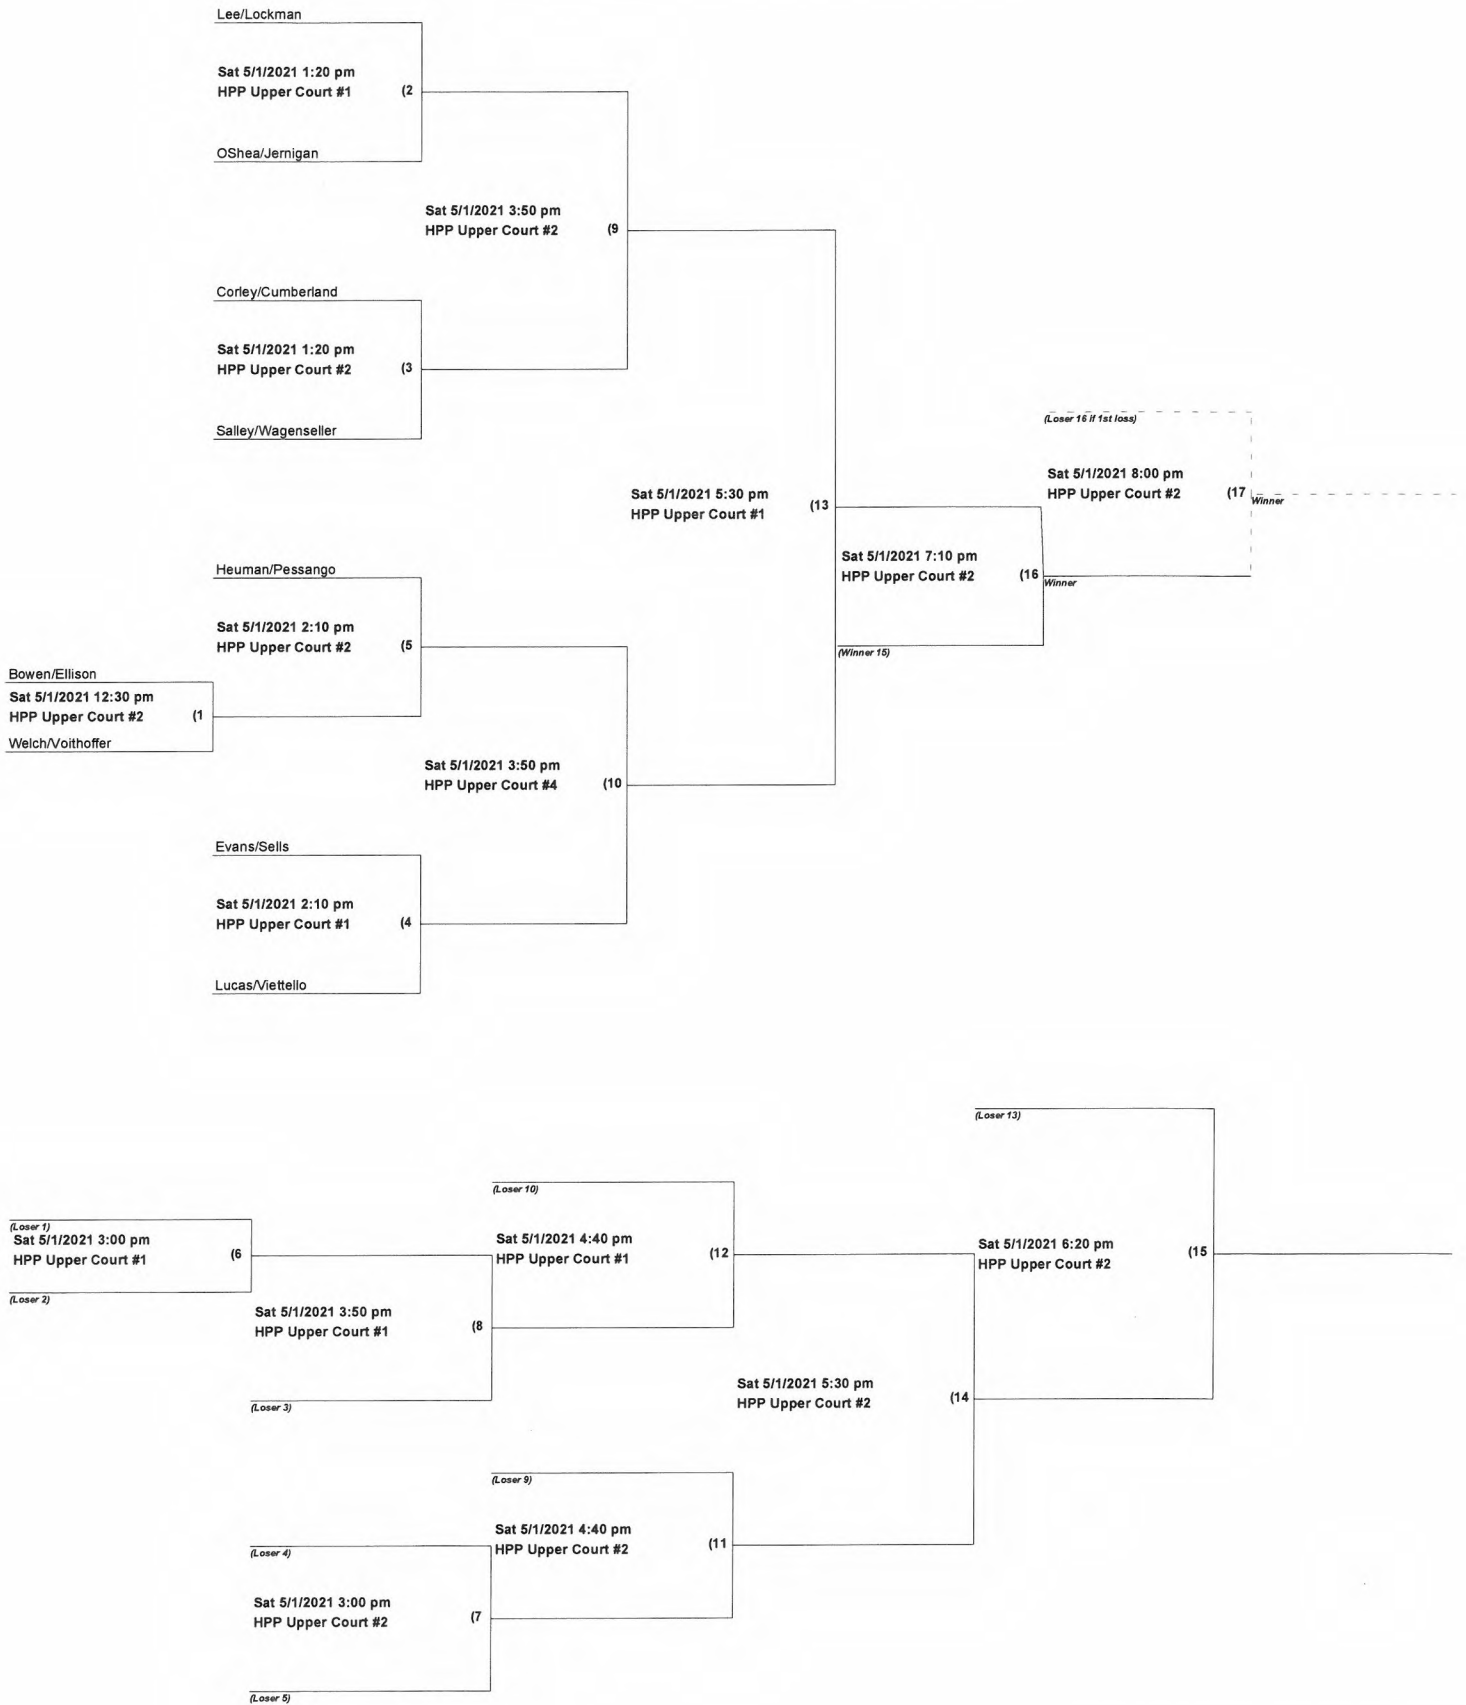 Lee/Lockman
Sat 5/1/2021 1:20 pm
HPP Upper Court #1 (2
OShea/Jernigan
Sat 5/1/2021 3:50 pm
HPP Upper Court #2 (9
Corley/Cumberland
Sat 5/1/2021 1:20 pm
HPP Upper Court #2 (3
Salley/Wagenseller
(Loser 16 if 1st loss)
Sat 5/1/2021 8:00 pm
HPP Upper Court #2 (17
Winner
Sat 5/1/2021 5:30 pm
HPP Upper Court #1 (13
Sat 5/1/2021 7:10 pm
HPP Upper Court #2 (16
Winner
(Winner 15)
Heuman/Pessango
Sat 5/1/2021 2:10 pm
HPP Upper Court #2 (5
Bowen/Ellison
Sat 5/1/2021 12:30 pm
HPP Upper Court #2 (1
Welch/Voithoffer
Sat 5/1/2021 3:50 pm
HPP Upper Court #4 (10
Evans/Sells
Sat 5/1/2021 2:10 pm
HPP Upper Court #1 (4
Lucas/Viettello
(Loser 13)
(Loser 10)
(Loser 1)
Sat 5/1/2021 3:00 pm
HPP Upper Court #1 (6
(Loser 2)
Sat 5/1/2021 4:40 pm
HPP Upper Court #1 (12
Sat 5/1/2021 6:20 pm
HPP Upper Court #2 (15
Sat 5/1/2021 3:50 pm
HPP Upper Court #1 (8
(Loser 3)
Sat 5/1/2021 5:30 pm
HPP Upper Court #2 (14
(Loser 9)
Sat 5/1/2021 4:40 pm
HPP Upper Court #2 (11
(Loser 4)
Sat 5/1/2021 3:00 pm
HPP Upper Court #2 (7
(Loser 5)